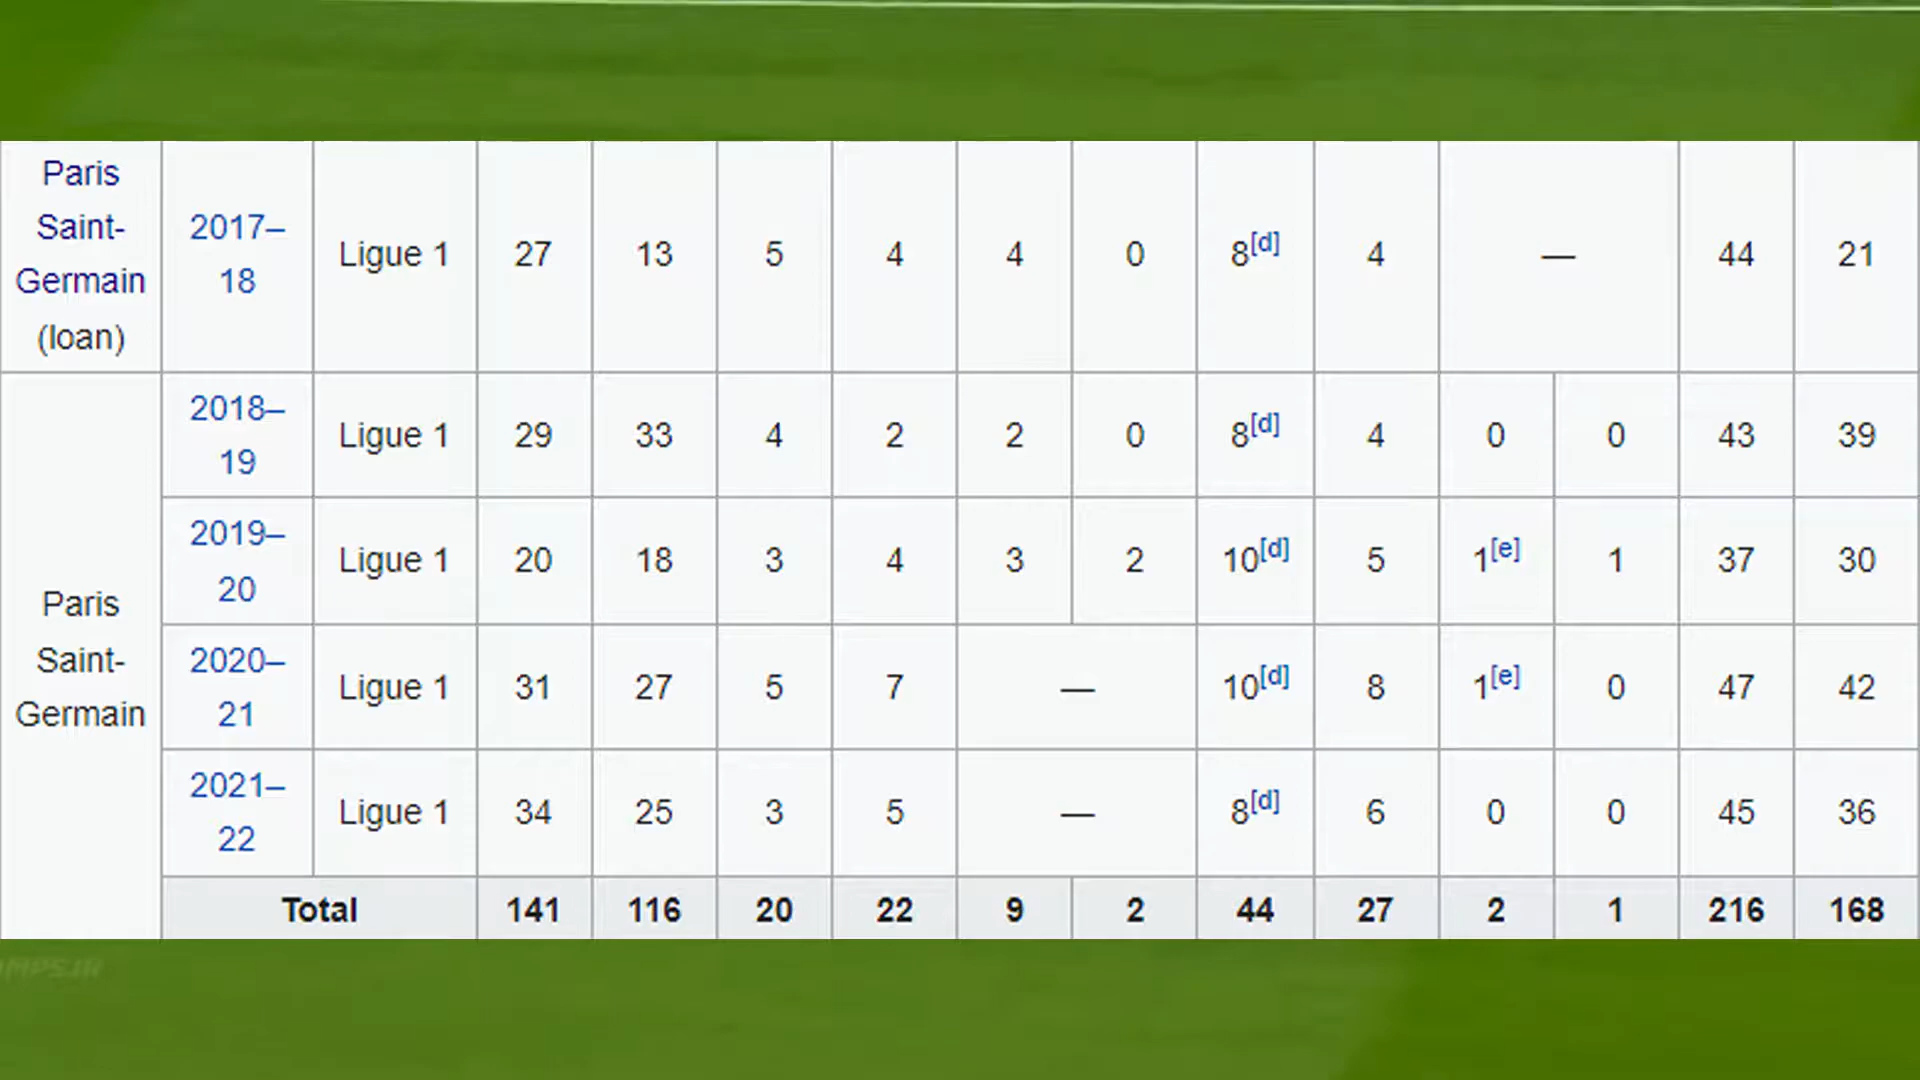 Paris Saint-Germain (loan) 2017–18 Ligue 1 27 13 5 4 4 0 8[d] 4 — 44 21
Paris Saint-Germain 2018–19 Ligue 1 29 33 4 2 2 0 8[d] 4 0 0 43 39
2019–20 Ligue 1 20 18 3 4 3 2 10[d] 5 1[e] 1 37 30
2020–21 Ligue 1 31 27 5 7 — 10[d] 8 1[e] 0 47 42
2021–22 Ligue 1 34 25 3 5 — 8[d] 6 0 0 45 36
Total 141 116 20 22 9 2 44 27 2 1 216 168